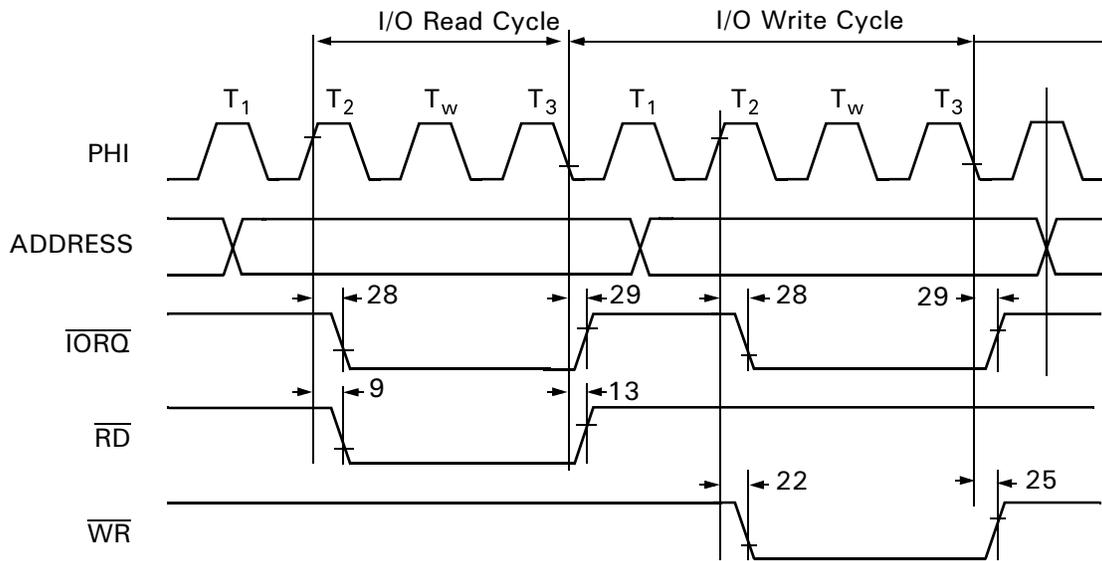 I/O Read Cycle I/O Write Cycle
T1 T2 Tw T3 T1 T2 Tw T3
PHI
ADDRESS
28 29 28 29
IORQ
9 13
RD
22 25
WR